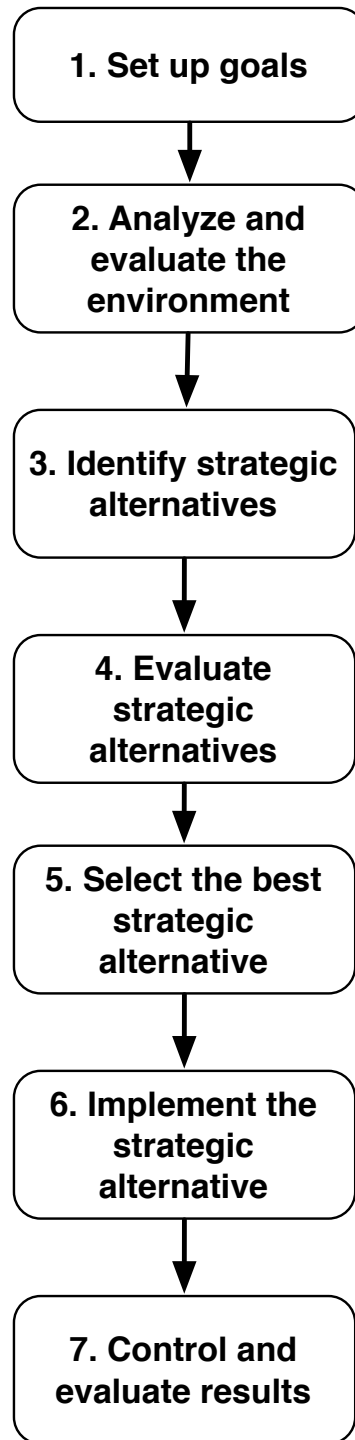 1. Set up goals
2. Analyze and
evaluate the
environment
3. Identify strategic
alternatives
4. Evaluate
strategic
alternatives
5. Select the best
strategic
alternative
6. Implement the
strategic
alternative
7. Control and
evaluate results